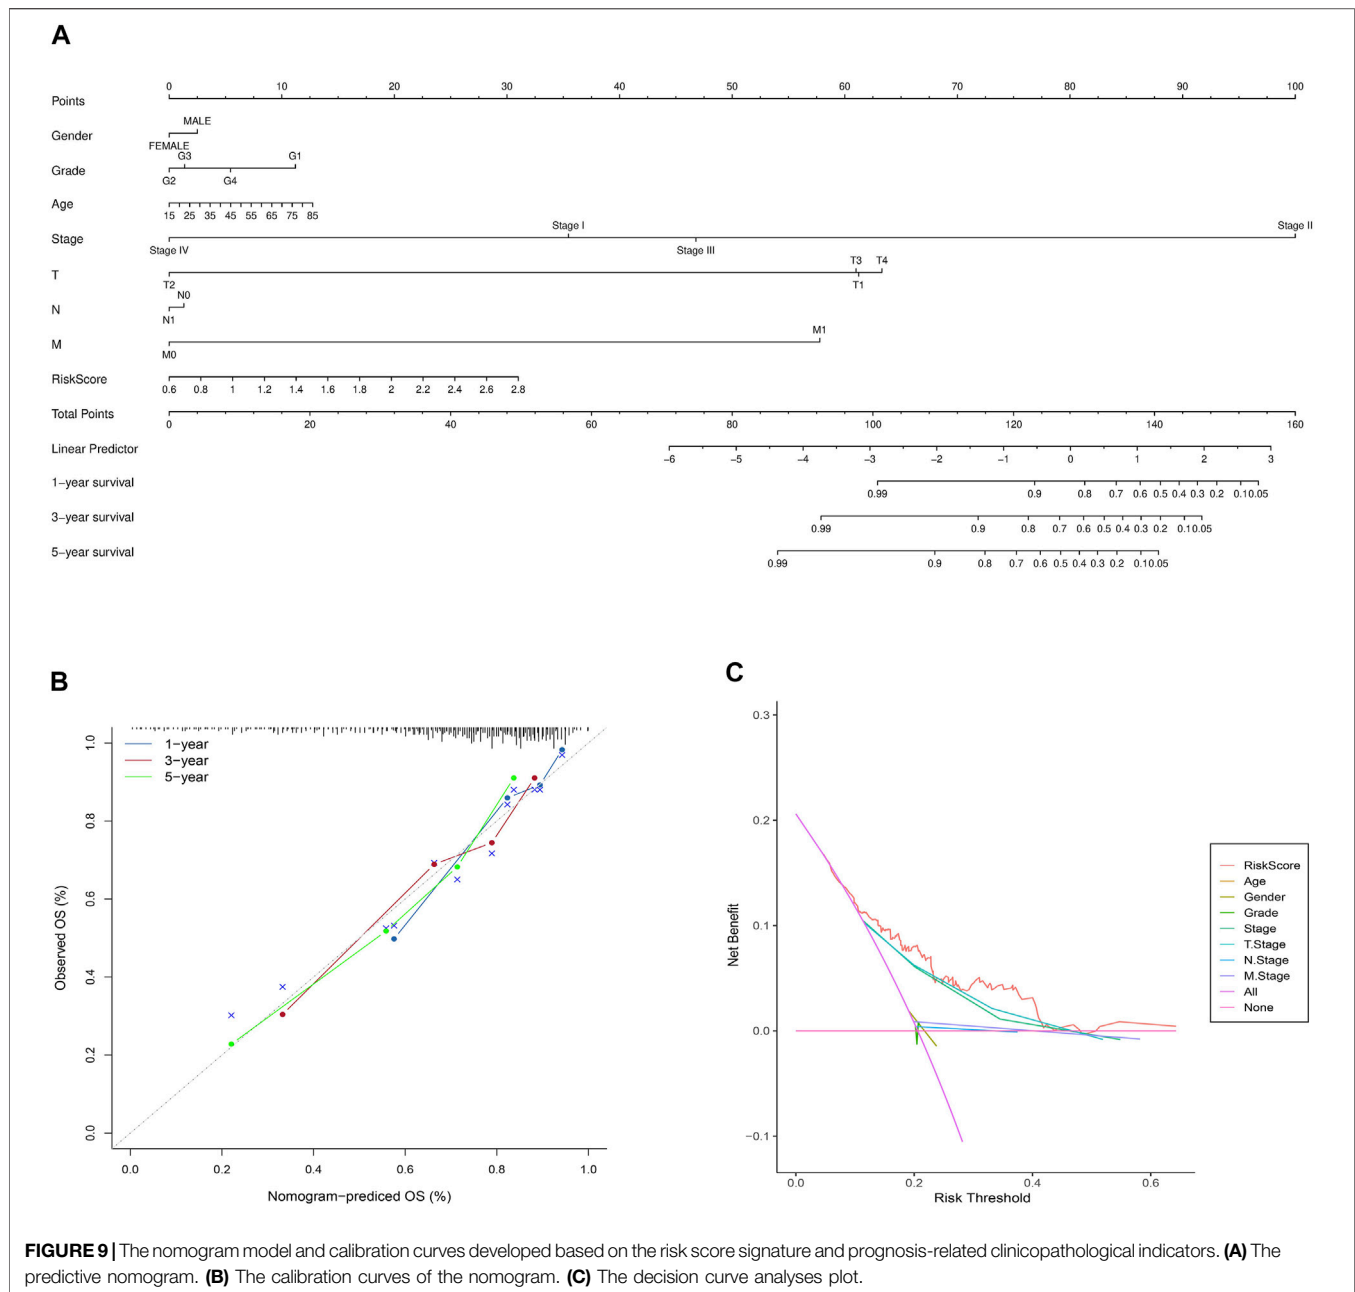 A
0 10 20 30 40 50 60 70 80 90 100
Points
MALE
Gender
FEMALE
G3 G1
Grade
G2 G4
Age
15 25 35 45 55 65 75 85
Stage I Stage II
Stage
Stage IV Stage III
T3 T4
T
T2 T1
N0
N
N1
M1
M
M0
RiskScore
0.6 0.8 1 1.2 1.4 1.6 1.8 2 2.2 2.4 2.6 2.8
Total Points
0 20 40 60 80 100 120 140 160
Linear Predictor
−6 −5 −4 −3 −2 −1 0 1 2 3
1−year survival
0.99 0.9 0.8 0.7 0.6 0.5 0.4 0.3 0.2 0.1 0.05
3−year survival
0.99 0.9 0.8 0.7 0.6 0.5 0.4 0.3 0.2 0.1 0.05
5−year survival
0.99 0.9 0.8 0.7 0.6 0.5 0.4 0.3 0.2 0.1 0.05
B
1−year
3−year
5−year
Observed OS (%)
1.0
0.8
0.6
0.4
0.2
0.0
0.0 0.2 0.4 0.6 0.8 1.0
Nomogram−prediced OS (%)
C
Net Benefit
0.3
0.2
0.1
0.0
−0.1
0.0 0.2 0.4 0.6
Risk Threshold
RiskScore
Age
Gender
Grade
Stage
T.Stage
N.Stage
M.Stage
All
None
FIGURE 9 | The nomogram model and calibration curves developed based on the risk score signature and prognosis-related clinicopathological indicators. (A) The
predictive nomogram. (B) The calibration curves of the nomogram. (C) The decision curve analyses plot.